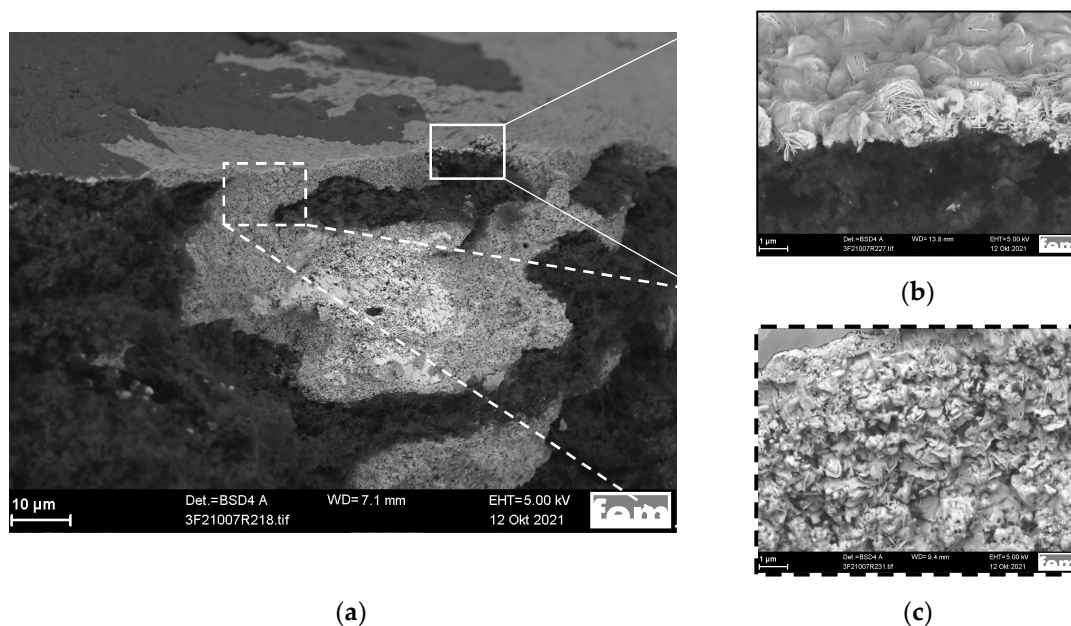 10 µm
Det.=BSD4 A WD=7.1 mm EHT=5.00 kV
3F21007R218.tif 12 Okt 2021
fem
(a)
1 µm
Det.=BSD4 A WD=13.8 mm EHT=5.00 kV
3F21007R227.tif 12 Okt 2021
fem
(b)
1 µm
Det.=BSD4 A WD=9.4 mm EHT=5.00 kV
3F21007R231.tif 12 Okt 2021
fem
(c)